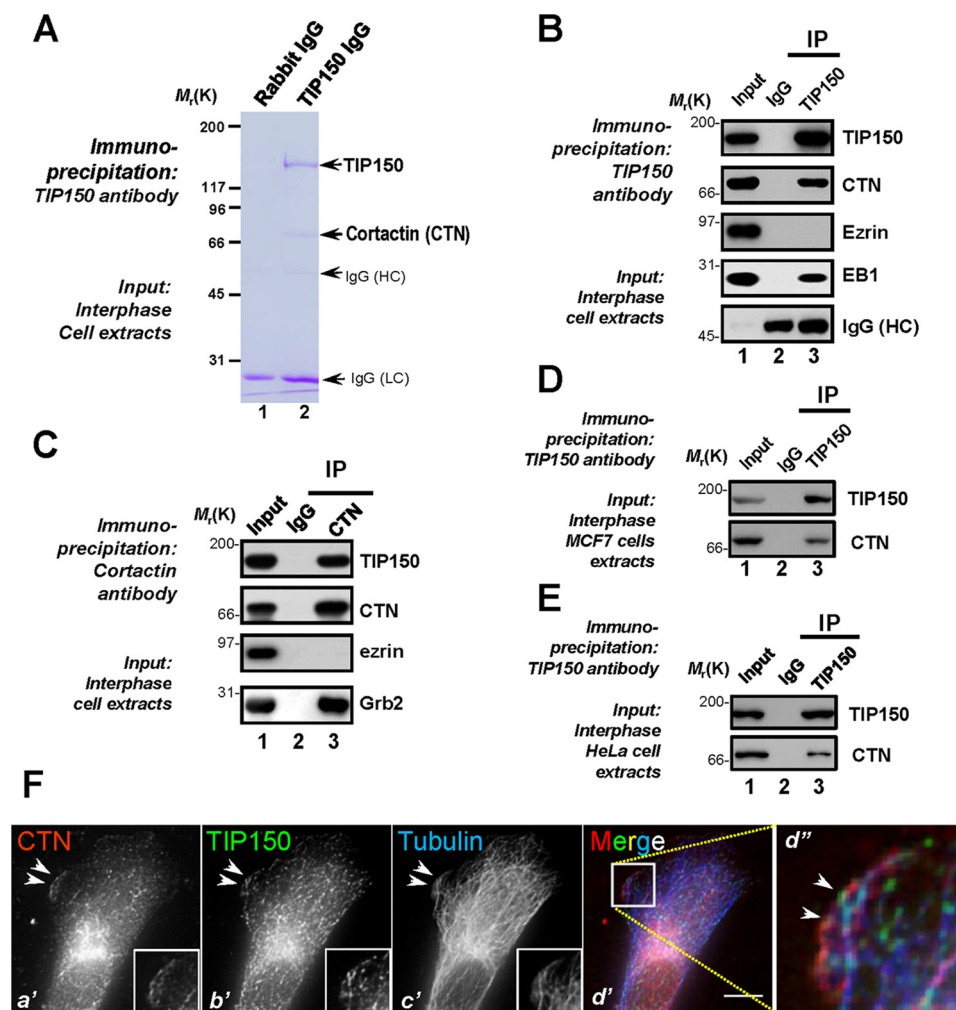 A
Rabbit IgG
TIP150 IgG
Mr(K)
200
117
96
66
45
31
Immuno-
precipitation:
TIP150 antibody
Input:
Interphase
Cell extracts
TIP150
Cortactin (CTN)
IgG (HC)
IgG (LC)
1 2
B
IP
Input IgG TIP150
Mr(K)
Immuno-
precipitation:
TIP150
antibody
Input:
Interphase
cell extracts
200-
66-
97-
31-
45-
TIP150
CTN
Ezrin
EB1
IgG (HC)
1 2 3
C
IP
Input IgG CTN
Mr(K)
Immuno-
precipitation:
Cortactin
antibody
Input:
Interphase
cell extracts
200-
66-
97-
31-
TIP150
CTN
ezrin
Grb2
1 2 3
D
IP
Input IgG TIP150
Mr(K)
Immuno-
precipitation:
TIP150 antibody
Input:
Interphase
MCF7 cells
extracts
200-
66-
TIP150
CTN
1 2 3
E
IP
Input IgG TIP150
Mr(K)
Immuno-
precipitation:
TIP150 antibody
Input:
Interphase
HeLa cell
extracts
200-
66-
TIP150
CTN
1 2 3
F
CTN
TIP150
Tubulin
Merge
d"
a'
b'
c'
d'